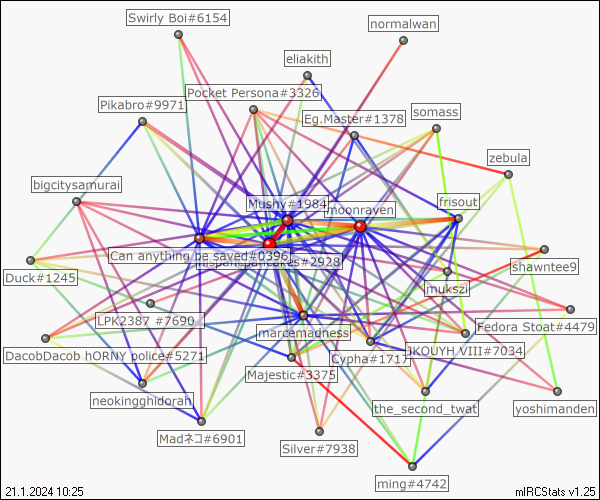 Swirly Boi#6154
normalwan
eliakith
Pocket Persona#3326
Pikabro#9971
somass
Eg.Master#1378
zebula
bigcitysamurai
Mushy#1984
frisout
moonraven
Can anything be saved#0396
shawntee9
Duck#1245
mukszi
LPK2387 #7690
marcemadness
Fedora Stoat#4479
DacobDacob hORNY police#5271
Cypha#1717
JKOUYH VIII#7034
Majestic#3375
neokingghidorah
the_second_twat
yoshimanden
Madネコ#6901
Silver#7938
ming#4742
21.1.2024 10:25
mIRCStats v1.25